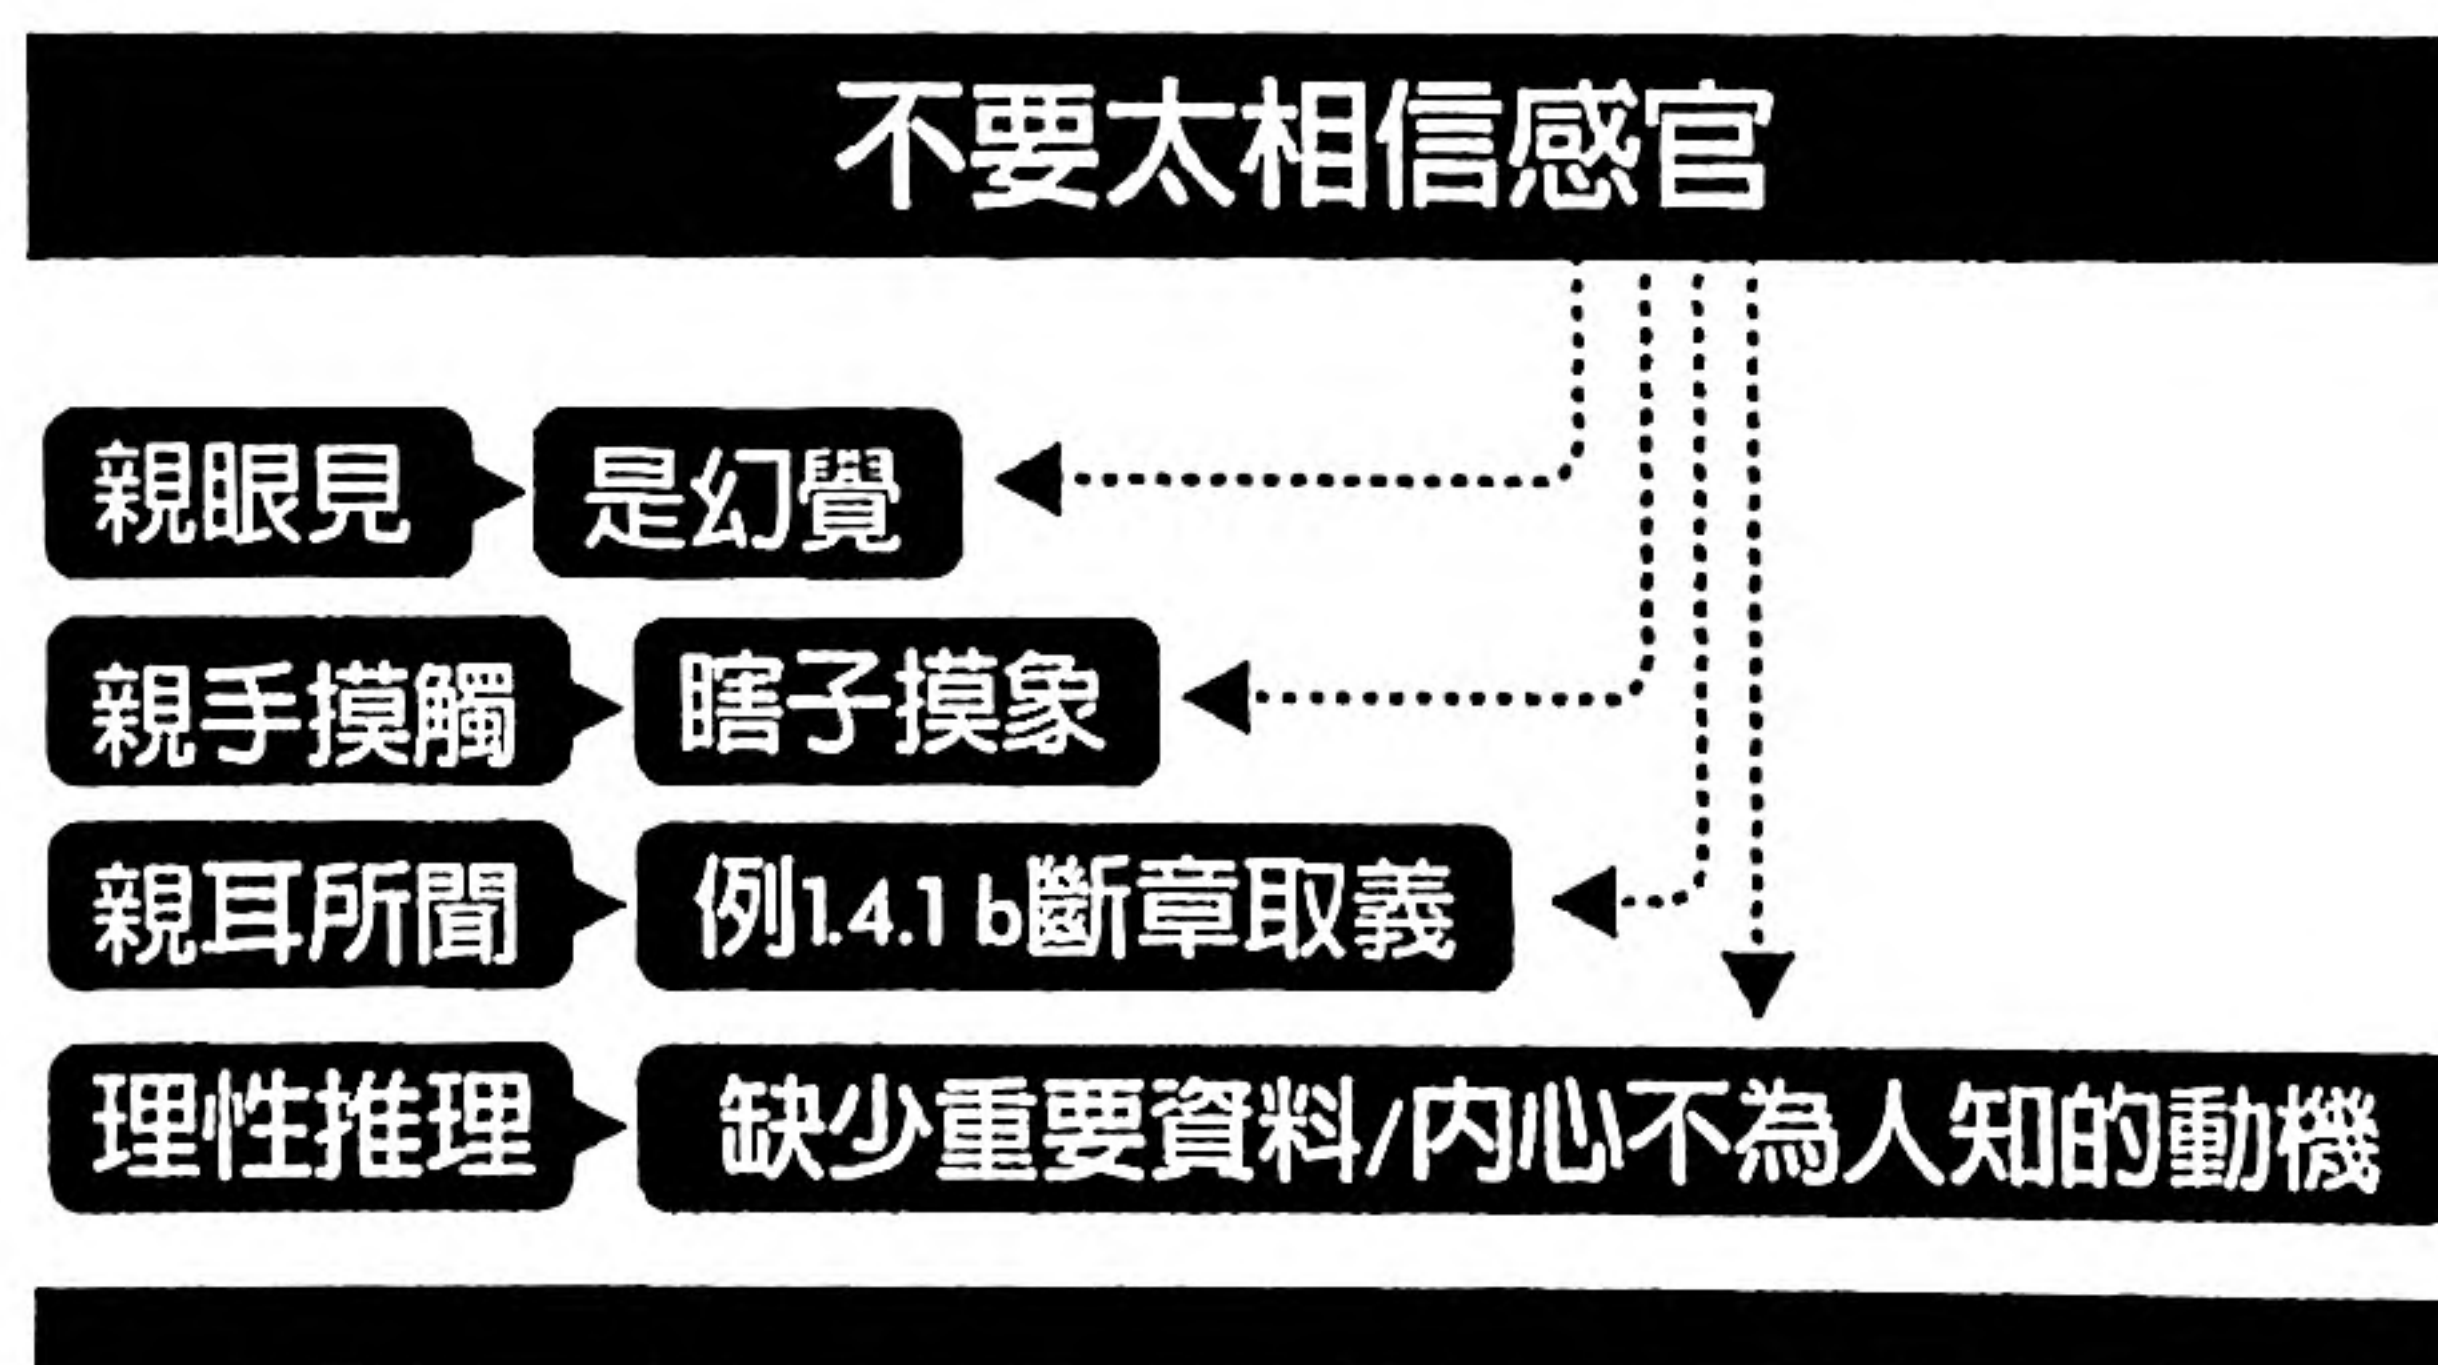 不要太相信感官
親眼見 是幻覺
親手摸觸 瞎子摸象
親耳所聞 例1.4.1 b斷章取義
理性推理 缺少重要資料/内心不為人知的動機